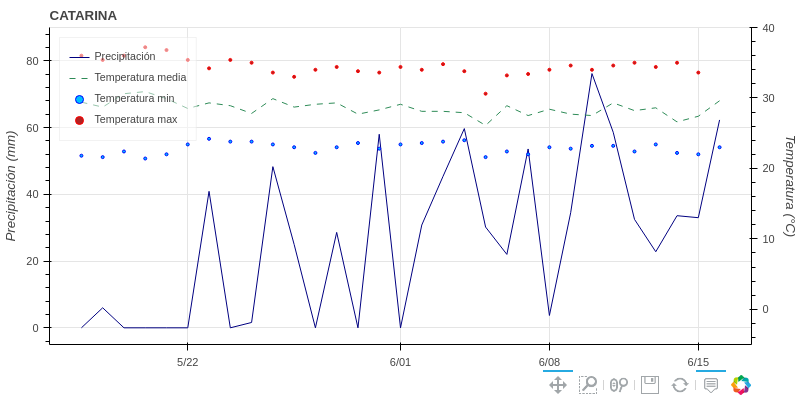 CATARINA
Precipitación
Temperatura media
Temperatura min
Temperatura max
Precipitación (mm)
Temperatura (°C)
80
60
40
20
0
40
30
20
10
0
5/22
6/01
6/08
6/15